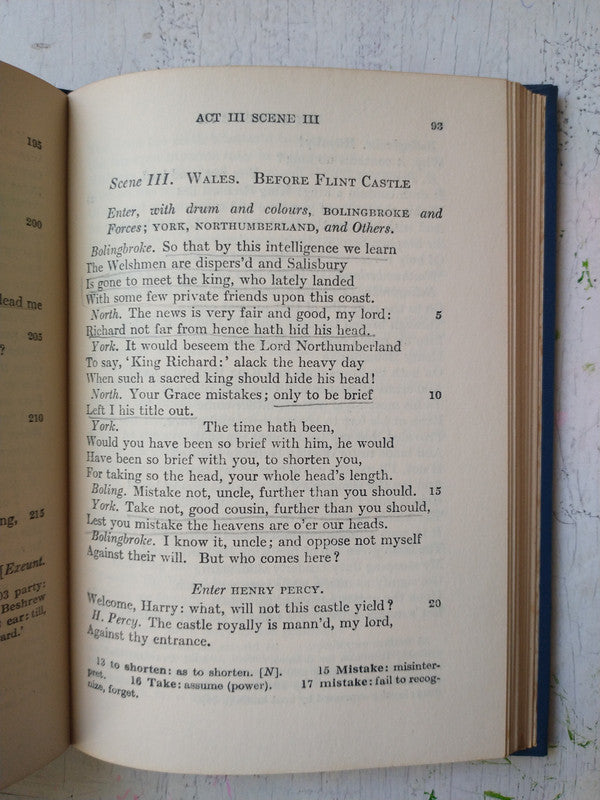 195
200
lead me
205
?
210
ng, 215
[Exeunt.
03 party:
Beshrew
: ear: till,
ard.'
ACT III SCENE III
93
Scene III. WALES. BEFORE FLINT CASTLE
Enter, with drum and colours, BOLINGBROKE and
Forces; YORK, NORTHUMBERLAND, and Others.
Bolingbroke. So that by this intelligence we learn
The Welshmen are dispers'd and Salisbury
Is gone to meet the king, who lately landed
With some few private friends upon this coast.
North. The news is very fair and good, my lord: 5
Richard not far from hence hath hid his head.
York. It would beseem the Lord Northumberland
To say, 'King Richard:' alack the heavy day
When such a sacred king should hide his head!
North. Your Grace mistakes; only to be brief 10
Left I his title out.
York. The time hath been,
Would you have been so brief with him, he would
Have been so brief with you, to shorten you,
For taking so the head, your whole head's length.
Boling. Mistake not, uncle, further than you should. 15
York. Take not, good cousin, further than you should,
Lest you mistake the heavens are o'er our heads.
Bolingbroke. I know it, uncle; and oppose not myself
Against their will. But who comes here?
Enter HENRY PERCY.
Welcome, Harry: what, will not this castle yield? 20
H. Percy. The castle royally is mann'd, my lord,
Against thy entrance.
13 to shorten: as to shorten. [N]. 15 Mistake: misinter-
pret. 16 Take: assume (power). 17 mistake: fail to recog-
nize, forget.